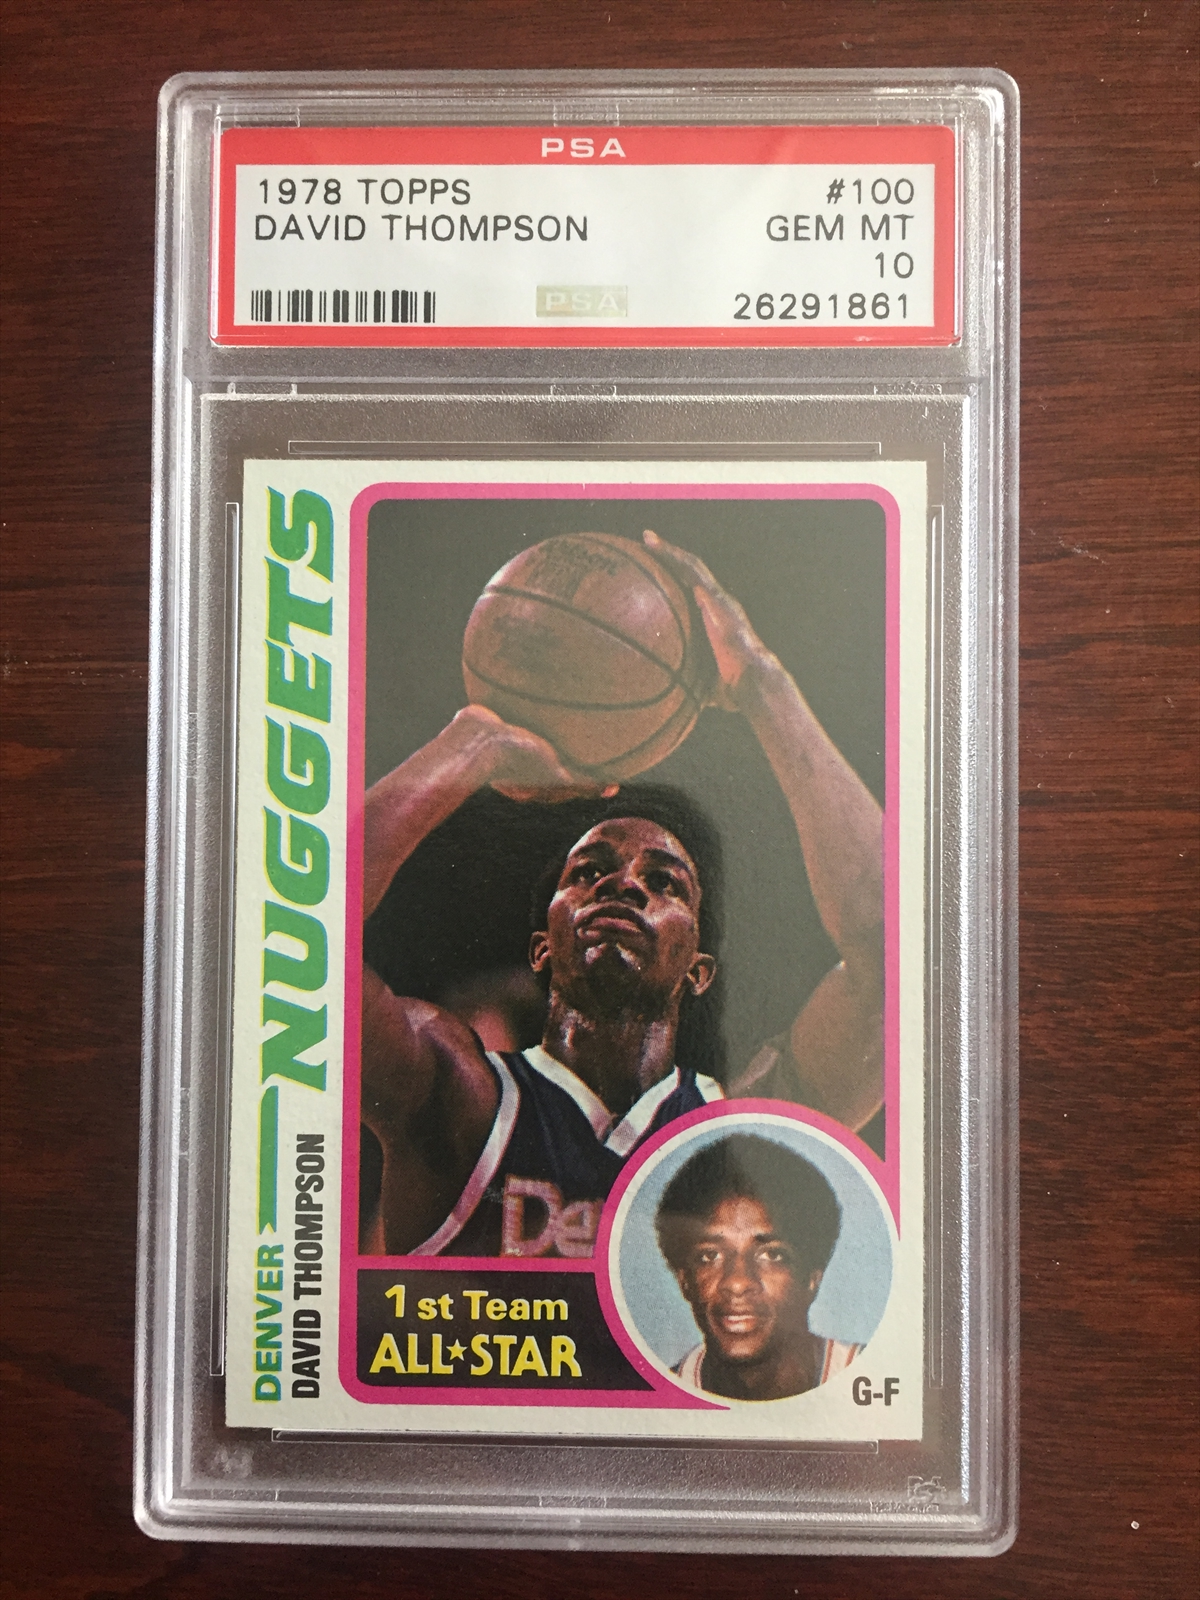 PSA
1978 TOPPS #100
DAVID THOMPSON GEM MT
10
PSA 26291861
DENVER NUGGETS
DAVID THOMPSON
De
1st Team
ALL★STAR
G-F